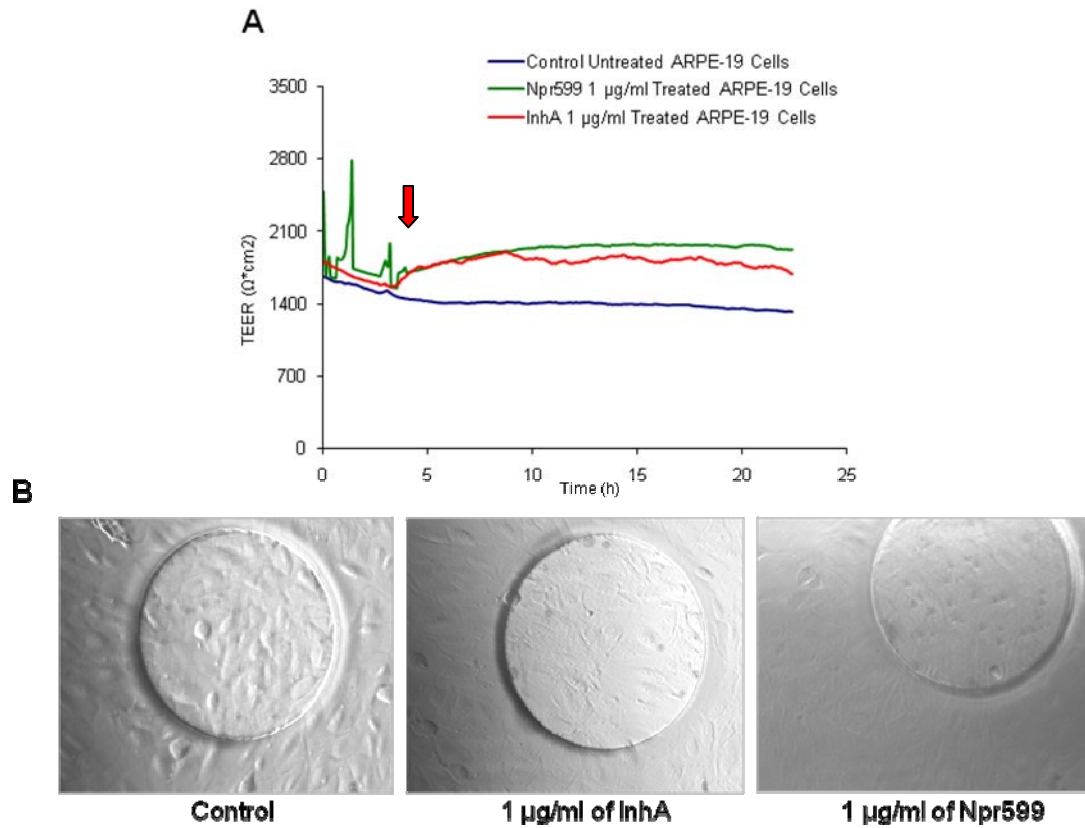 A
Control Untreated ARPE-19 Cells
Npr599 1 µg/ml Treated ARPE-19 Cells
InhA 1 µg/ml Treated ARPE-19 Cells
3500
2800
2100
1400
700
0
TEER (Ω*cm2)
0 5 10 15 20 25
Time (h)
B
Control 1 µg/ml of InhA 1 µg/ml of Npr599